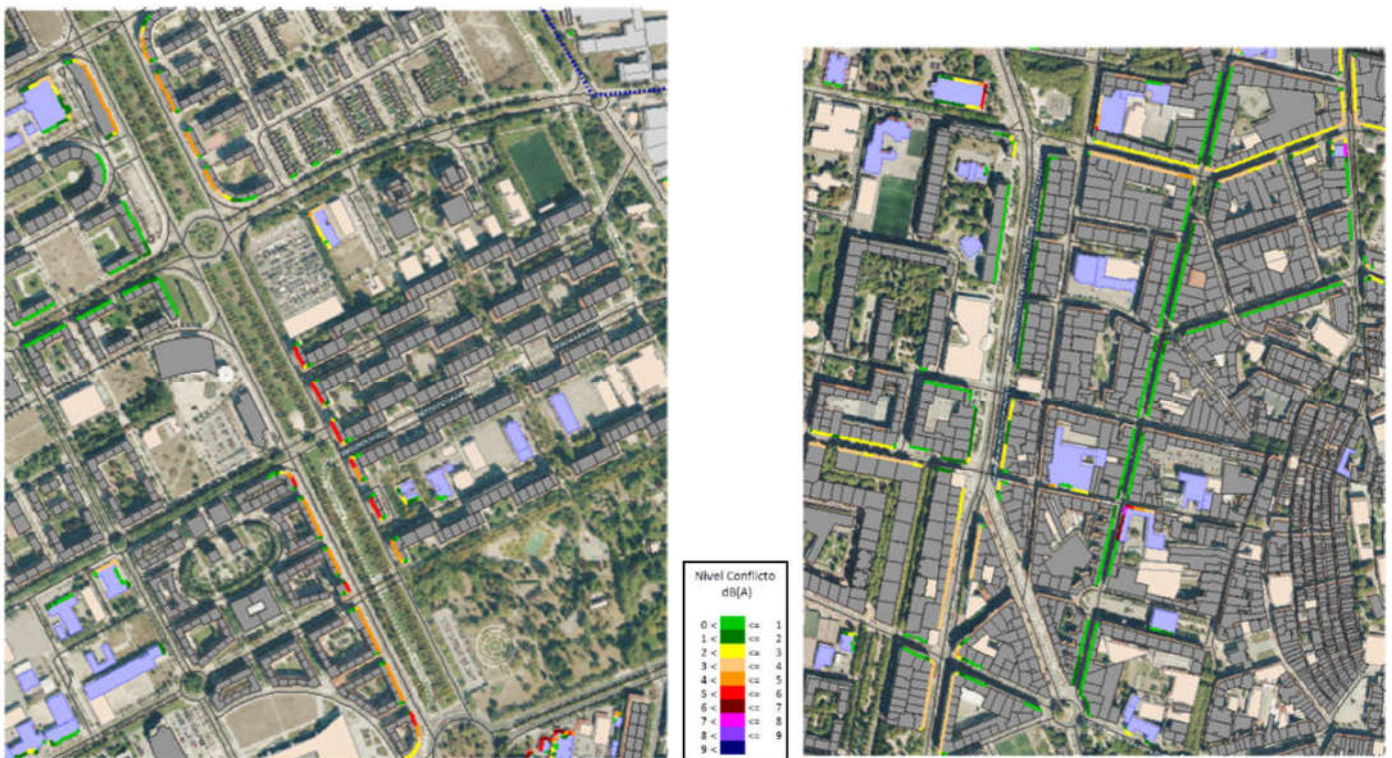 Nivel Conflicto
dB(A)
0 < <= 1
1 < <= 2
2 < <= 3
3 < <= 4
4 < <= 5
5 < <= 6
6 < <= 7
7 < <= 8
8 < <= 9
9 <